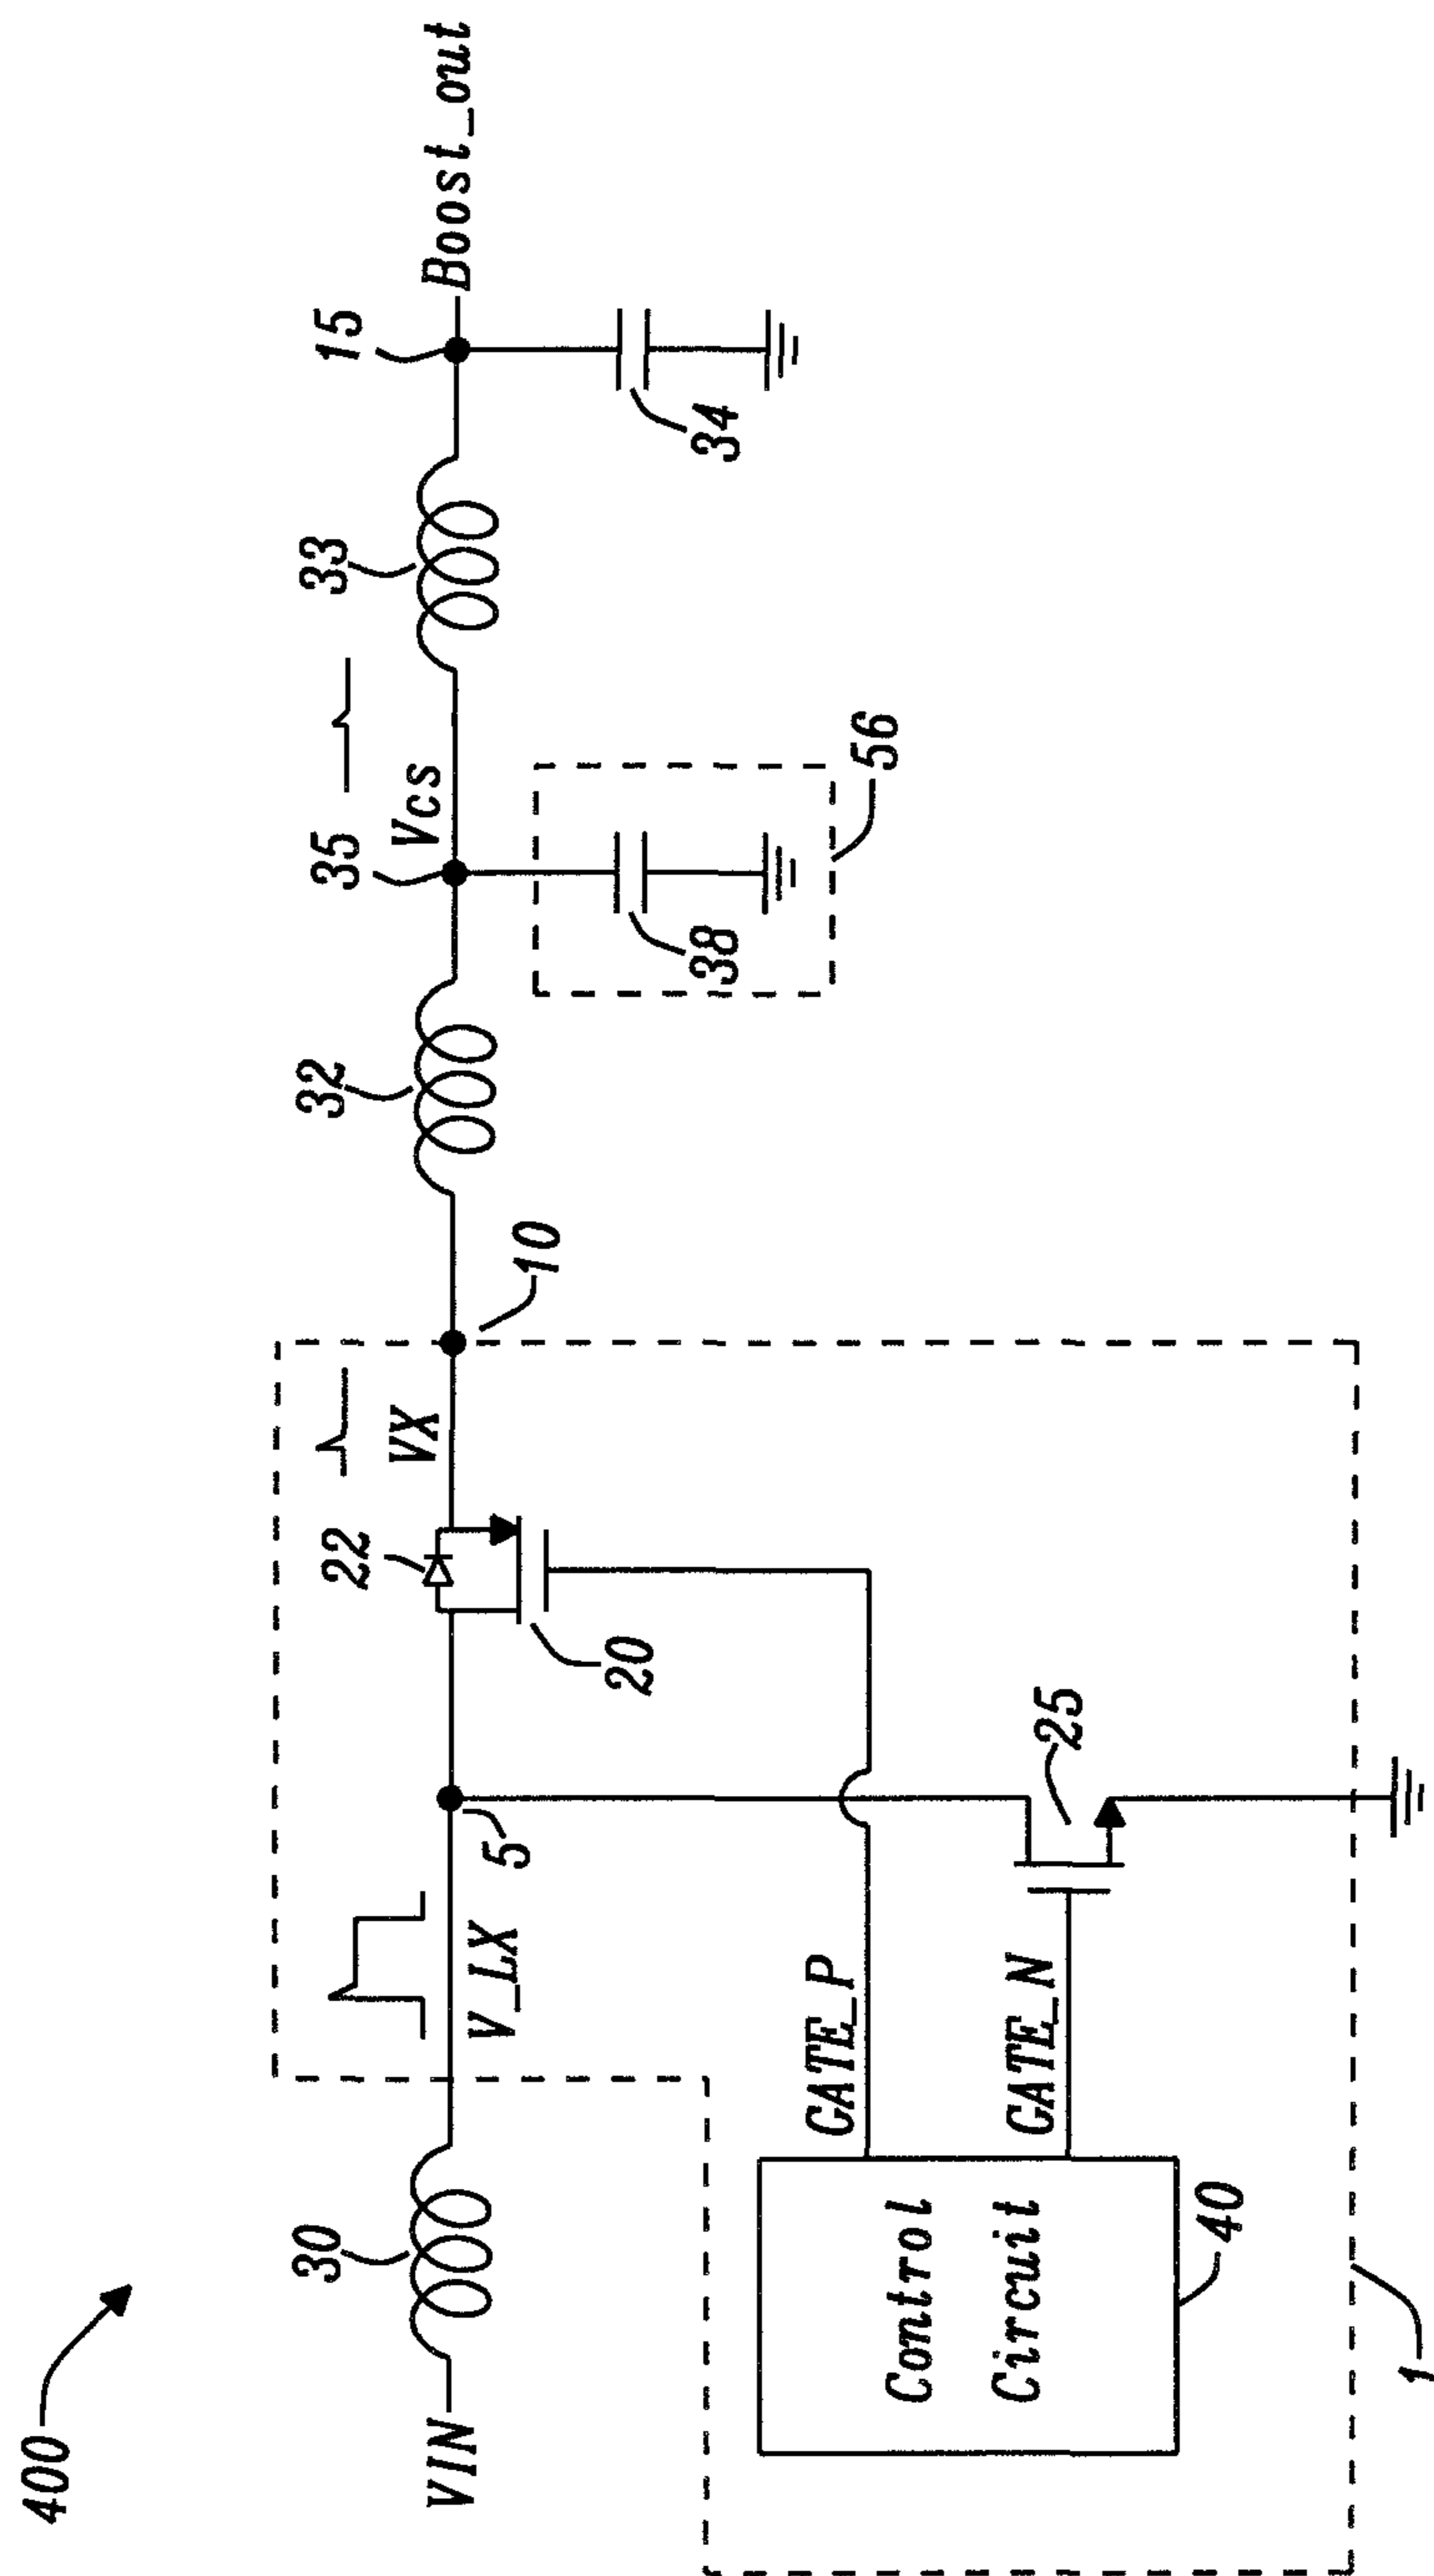 400
30
22
32
35
33
15
VIN
V_LX
5
VX
10
Vcs
Boost_out
20
38
34
56
GATE_P
Control
Circuit
GATE_N
25
40
1